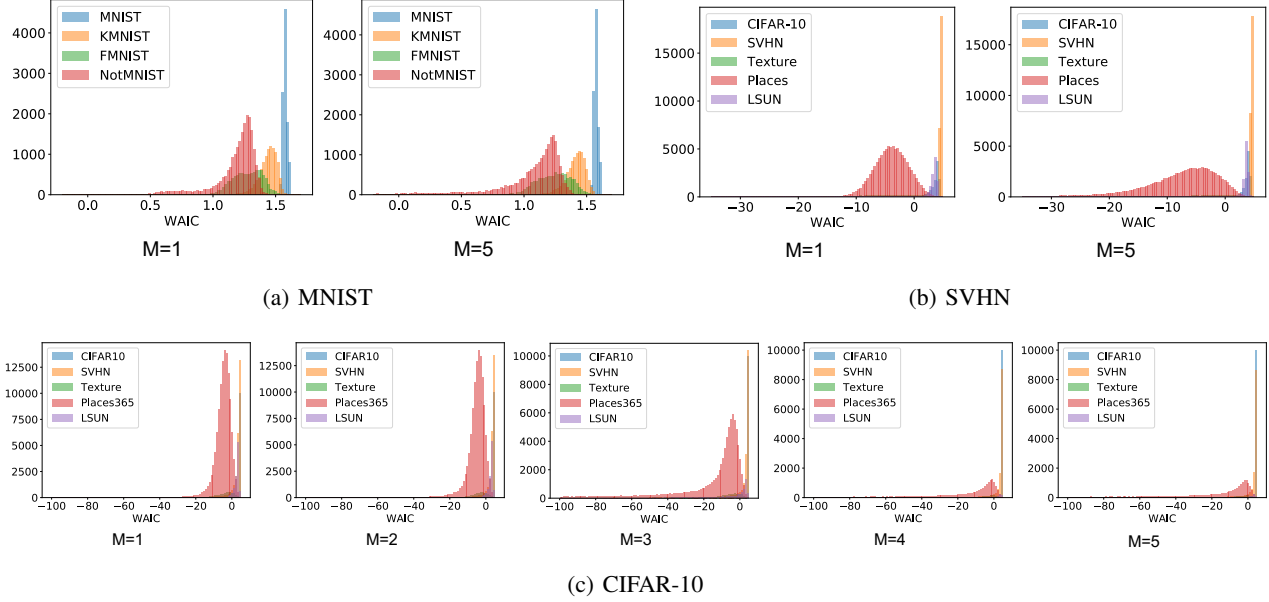 MNIST
KMNIST
FMNIST
NotMNIST
4000
3000
2000
1000
0
0.0 0.5 1.0 1.5
WAIC
M=1
MNIST
KMNIST
FMNIST
NotMNIST
5000
4000
3000
2000
1000
0
0.0 0.5 1.0 1.5
WAIC
M=5
(a) MNIST
CIFAR-10
SVHN
Texture
Places
LSUN
15000
10000
5000
0
−30 −20 −10 0
WAIC
M=1
CIFAR-10
SVHN
Texture
Places
LSUN
15000
10000
5000
0
−30 −20 −10 0
WAIC
M=5
(b) SVHN
CIFAR10
SVHN
Texture
Places365
LSUN
12500
10000
7500
5000
2500
0
−100 −80 −60 −40 −20 0
WAIC
M=1
CIFAR10
SVHN
Texture
Places365
LSUN
12500
10000
7500
5000
2500
0
−100 −80 −60 −40 −20 0
WAIC
M=2
CIFAR10
SVHN
Texture
Places365
LSUN
10000
8000
6000
4000
2000
0
−100 −80 −60 −40 −20 0
WAIC
M=3
CIFAR10
SVHN
Texture
Places365
LSUN
10000
8000
6000
4000
2000
0
−100 −80 −60 −40 −20 0
WAIC
M=4
CIFAR10
SVHN
Texture
Places365
LSUN
10000
8000
6000
4000
2000
0
−100 −80 −60 −40 −20 0
WAIC
M=5
(c) CIFAR-10